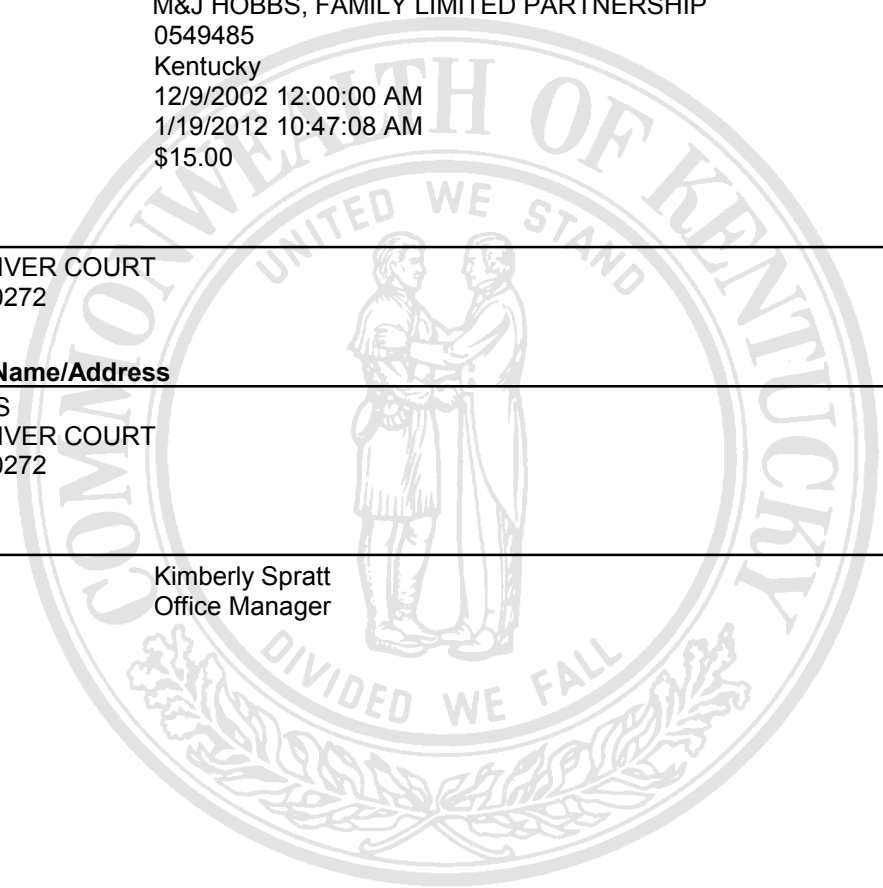 M&J HOBBS, FAMILY LIMITED PARTNERSHIP
0549485
Kentucky
12/9/2002 12:00:00 AM
1/19/2012 10:47:08 AM
$15.00
IVER COURT
0272
Name/Address
S
IVER COURT
0272
Kimberly Spratt
Office Manager
COMMONWEALTH OF KENTUCKY
UNITED WE STAND
DIVIDED WE FALL